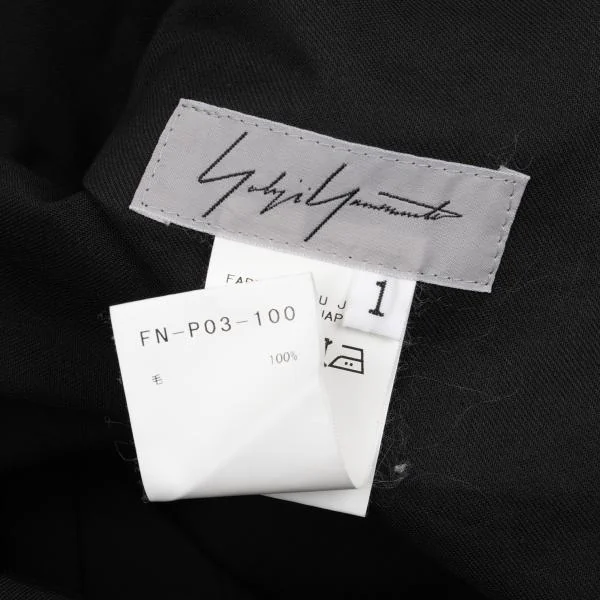 Yohji Yamamoto
1
FN-P03-100
毛 100%